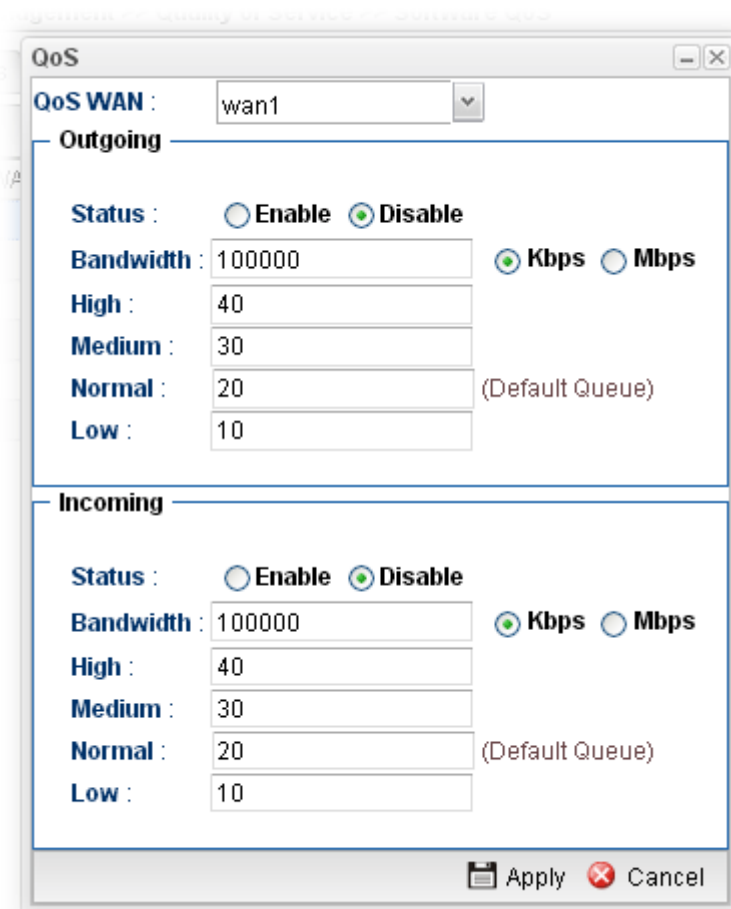 QoS
QoS WAN : wan1
Outgoing
Status : Enable Disable
Bandwidth : 100000 Kbps Mbps
High : 40
Medium : 30
Normal : 20 (Default Queue)
Low : 10
Incoming
Status : Enable Disable
Bandwidth : 100000 Kbps Mbps
High : 40
Medium : 30
Normal : 20 (Default Queue)
Low : 10
Apply Cancel